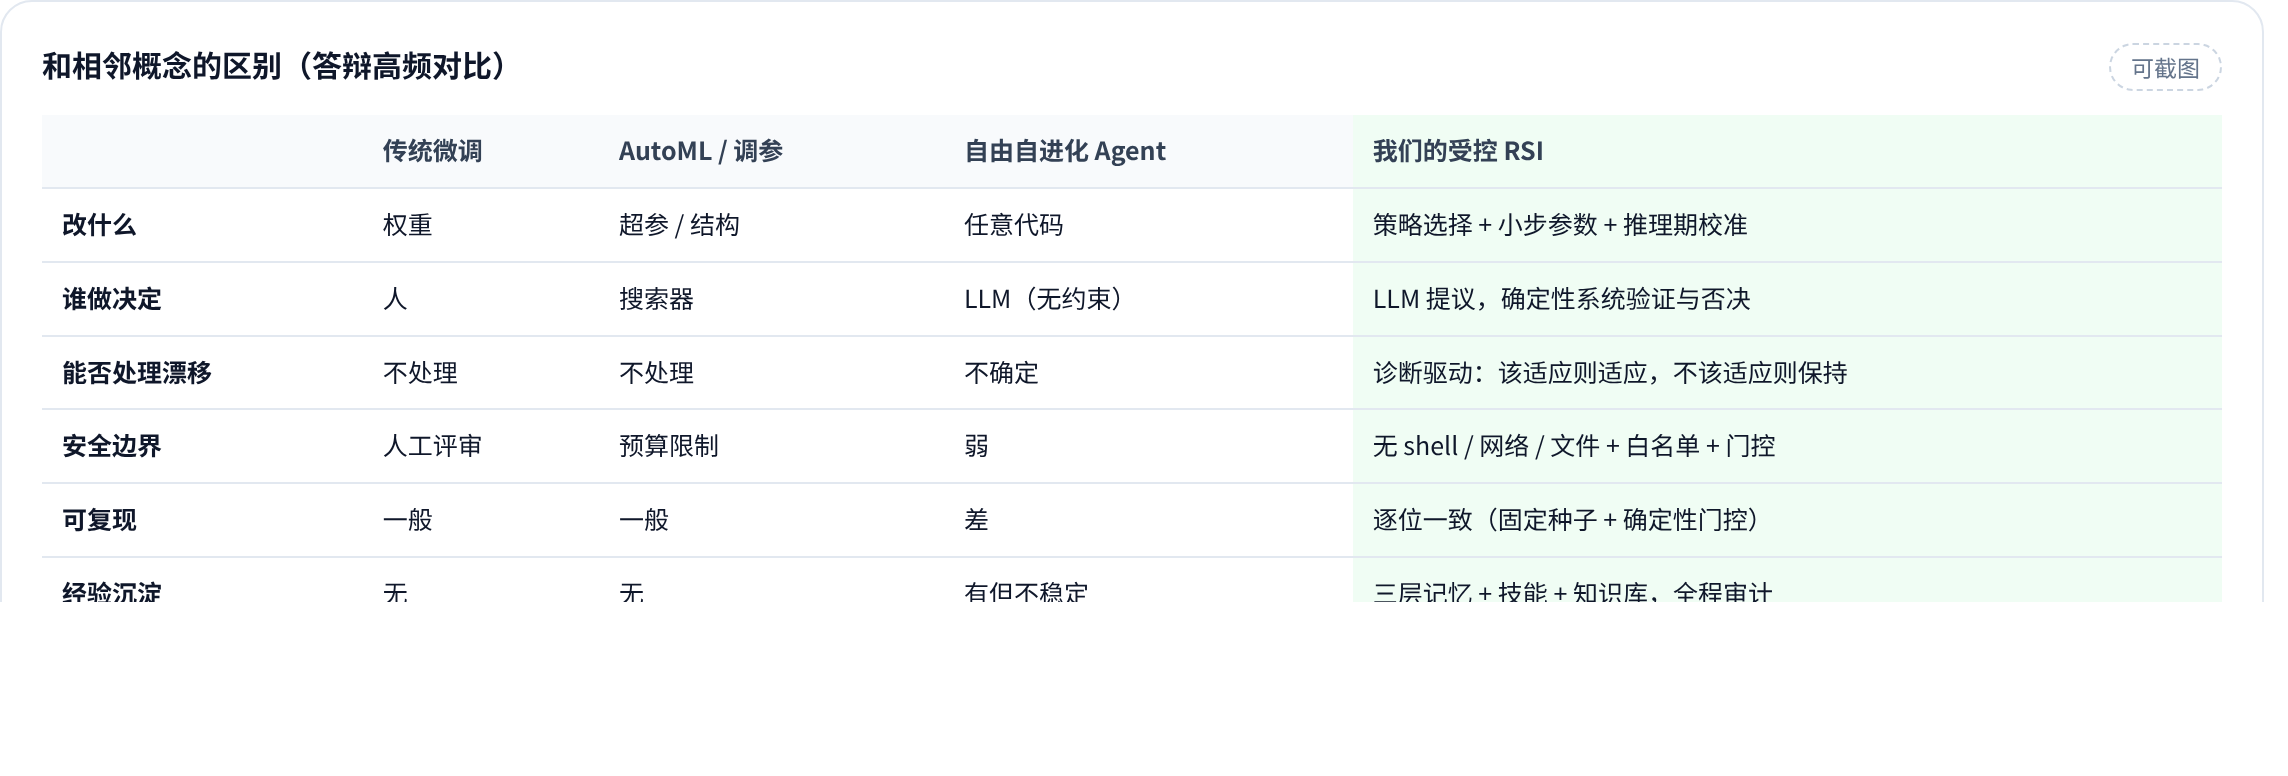 和相邻概念的区别（答辩高频对比）
可截图
传统微调 AutoML / 调参 自由自进化 Agent 我们的受控 RSI
改什么 权重 超参 / 结构 任意代码 策略选择 + 小步参数 + 推理期校准
谁做决定 人 搜索器 LLM（无约束） LLM 提议，确定性系统验证与否决
能否处理漂移 不处理 不处理 不确定 诊断驱动：该适应则适应，不该适应则保持
安全边界 人工评审 预算限制 弱 无 shell / 网络 / 文件 + 白名单 + 门控
可复现 一般 一般 差 逐位一致（固定种子 + 确定性门控）
经验沉淀 无 无 有但不稳定 三层记忆 + 技能 + 知识库，全程审计